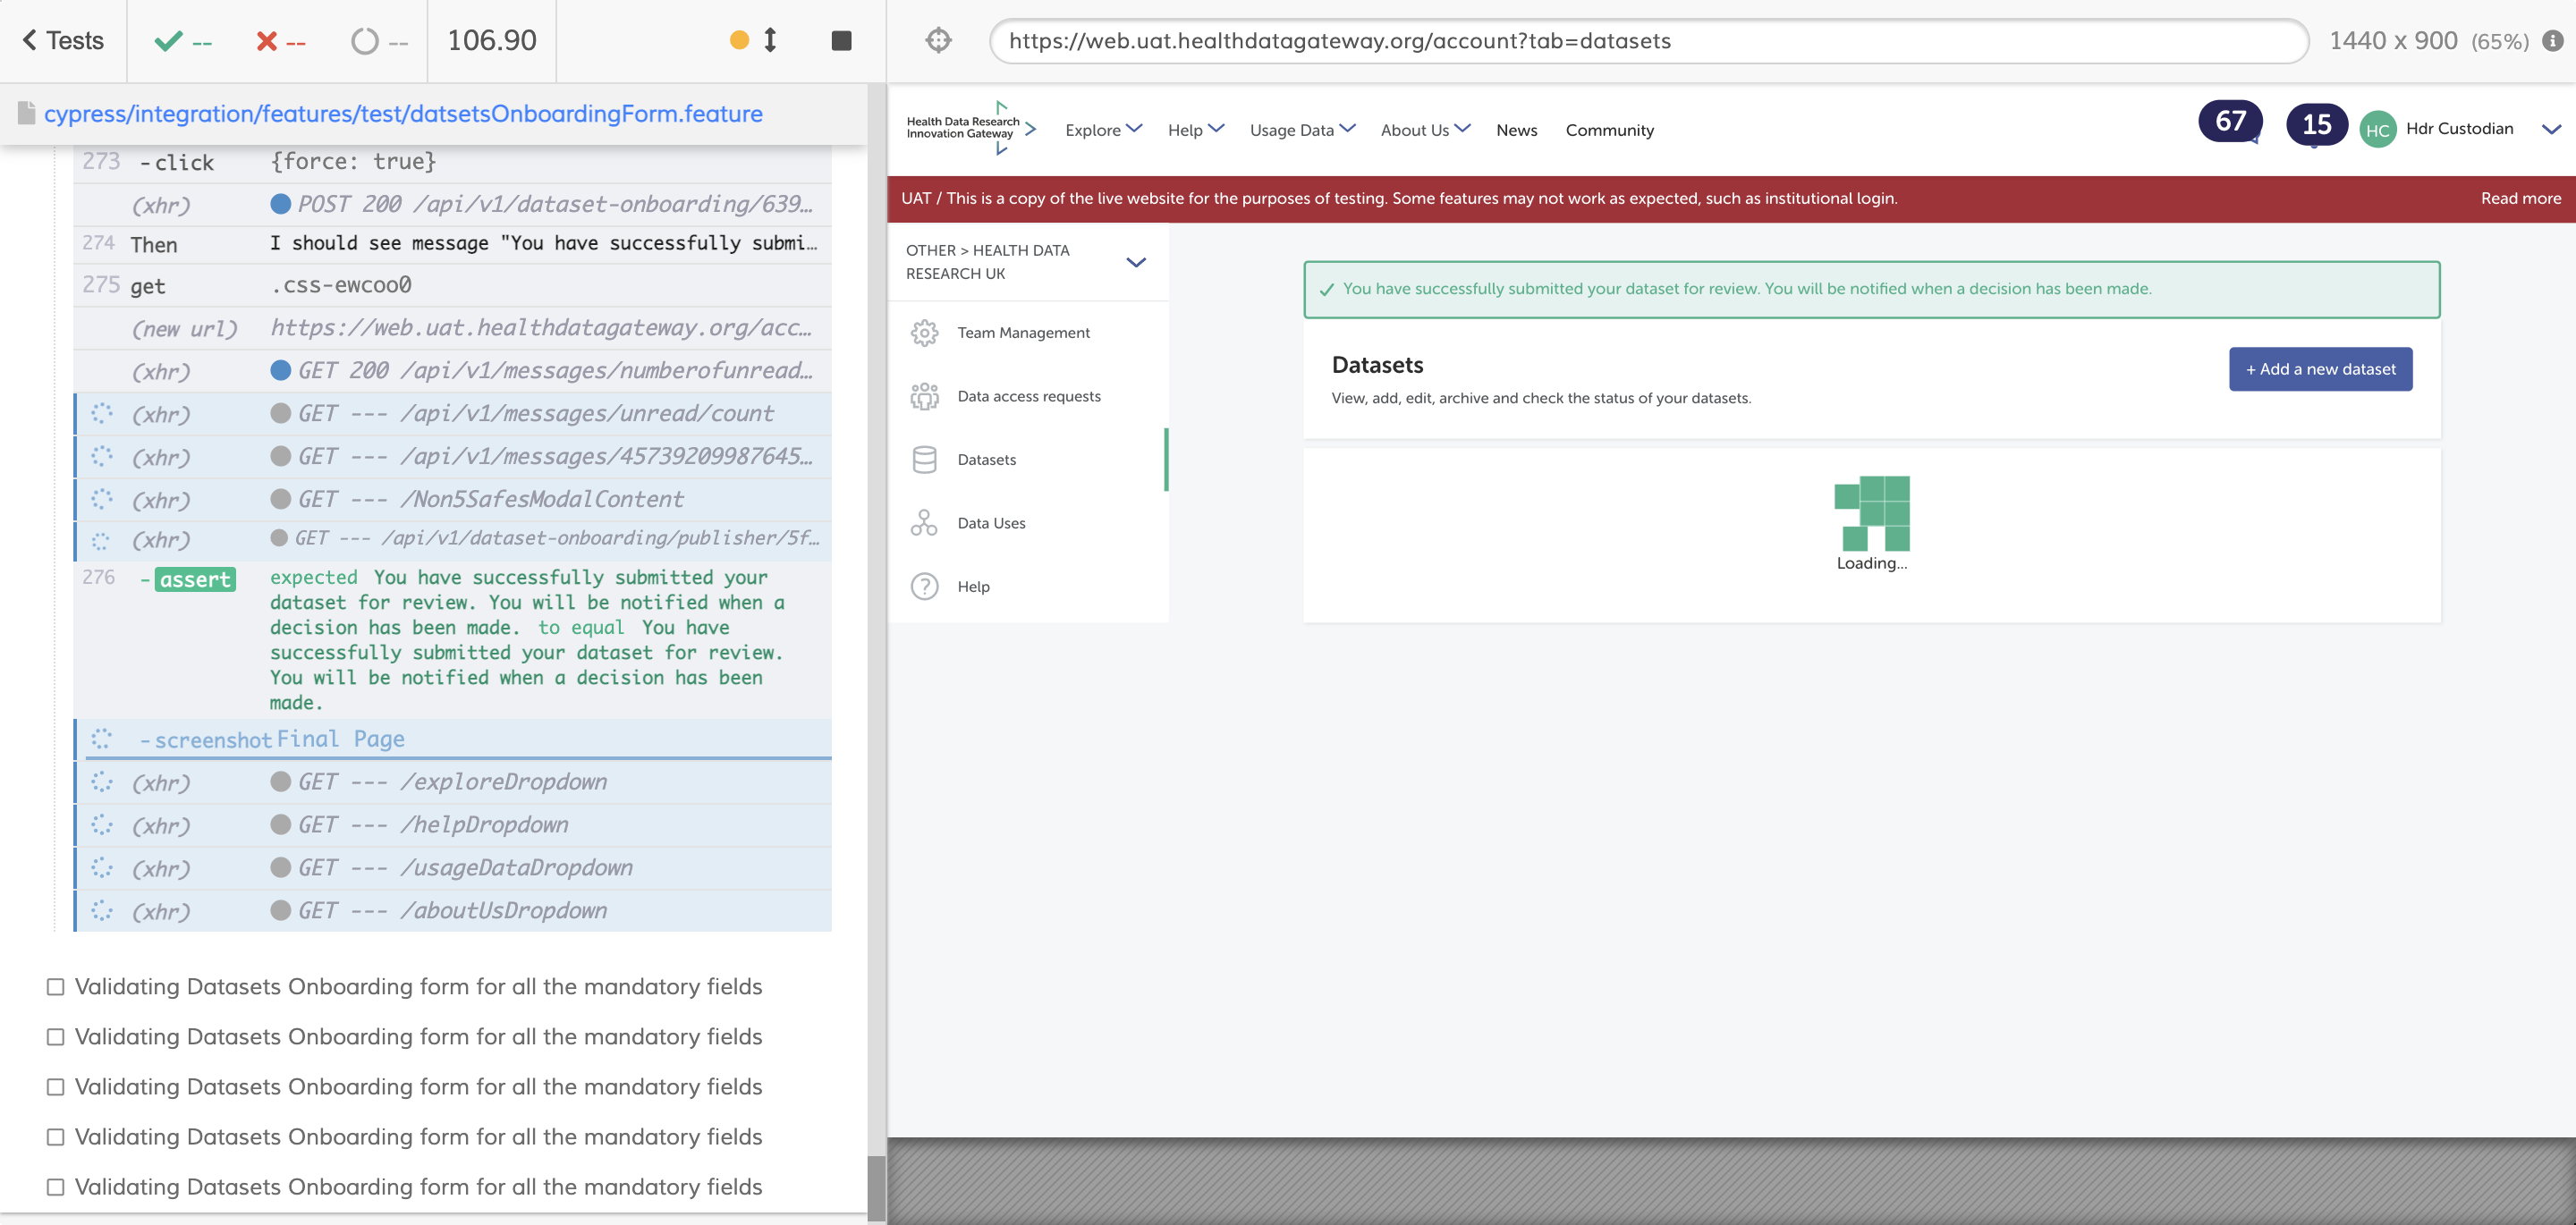 Tests
--
--
--
106.90
https://web.uat.healthdatagateway.org/account?tab=datasets
1440 x 900 (65%)
cypress/integration/features/test/datsetsOnboardingForm.feature
273 -click {force: true}
(xhr) POST 200 /api/v1/dataset-onboarding/639…
274 Then I should see message "You have successfully submi…
275 get .css-ewcoo0
(new url) https://web.uat.healthdatagateway.org/acc…
(xhr) GET 200 /api/v1/messages/numberofunread…
(xhr) GET --- /api/v1/messages/unread/count
(xhr) GET --- /api/v1/messages/45739209987645…
(xhr) GET --- /Non5SafesModalContent
(xhr) GET --- /api/v1/dataset-onboarding/publisher/5f…
276 -assert expected You have successfully submitted your
dataset for review. You will be notified when a
decision has been made. to equal You have
successfully submitted your dataset for review.
You will be notified when a decision has been
made.
-screenshot Final Page
(xhr) GET --- /exploreDropdown
(xhr) GET --- /helpDropdown
(xhr) GET --- /usageDataDropdown
(xhr) GET --- /aboutUsDropdown
Validating Datasets Onboarding form for all the mandatory fields
Validating Datasets Onboarding form for all the mandatory fields
Validating Datasets Onboarding form for all the mandatory fields
Validating Datasets Onboarding form for all the mandatory fields
Validating Datasets Onboarding form for all the mandatory fields
Health Data Research
Innovation Gateway
Explore
Help
Usage Data
About Us
News
Community
67
15
HC
Hdr Custodian
UAT / This is a copy of the live website for the purposes of testing. Some features may not work as expected, such as institutional login.
Read more
OTHER > HEALTH DATA
RESEARCH UK
Team Management
Data access requests
Datasets
Data Uses
Help
You have successfully submitted your dataset for review. You will be notified when a decision has been made.
Datasets
View, add, edit, archive and check the status of your datasets.
+ Add a new dataset
Loading...